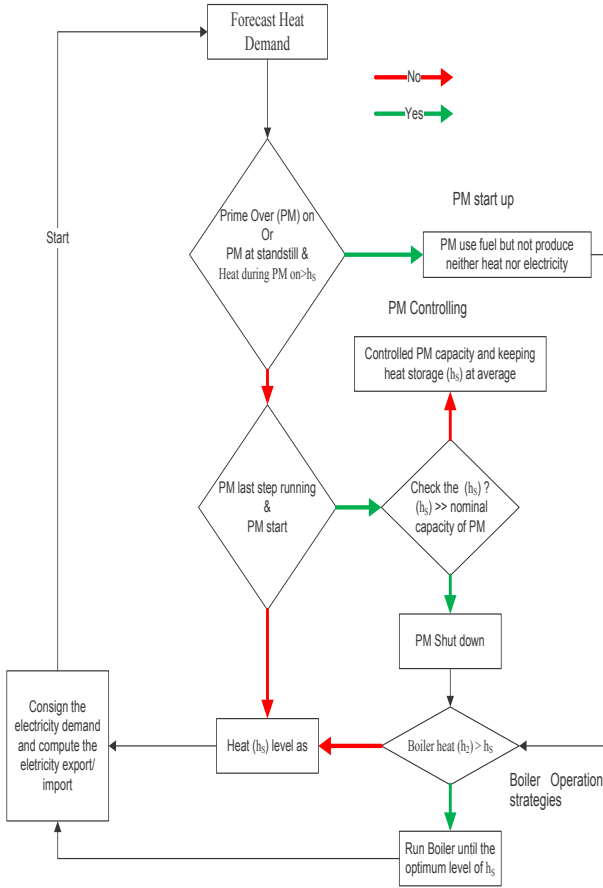 Forecast Heat
Demand
No
Yes
Start
Prime Over (PM) on
Or
PM at standstill &
Heat during PM on>hS
PM start up
PM use fuel but not produce
neither heat nor electricity
PM Controlling
Controlled PM capacity and keeping
heat storage (hS) at average
PM last step running
&
PM start
Check the (hS) ?
(hS) >> nominal
capacity of PM
PM Shut down
Consign the
electricity demand
and compute the
eletricity export/
import
Heat (hS) level as
Boiler heat (h2) > hS
Boiler Operation
strategies
Run Boiler until the
optimum level of hS